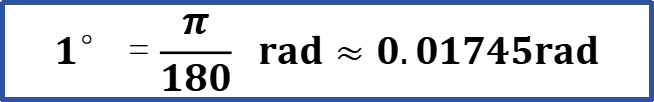 1° = π/180 rad ≈ 0.01745rad